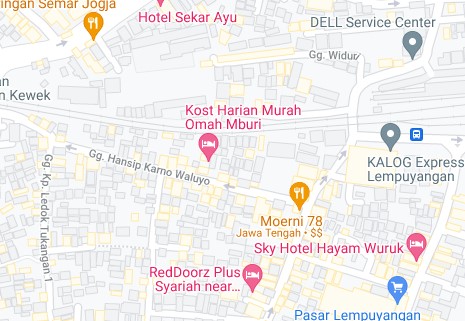 ingan Semar Jogja
Hotel Sekar Ayu
DELL Service Center
Gg. Widuri
an
n Kewek
Kost Harian Murah
Omah Mburi
Gg. Hansip Karno Waluyo
KALOG Express
Lempuyangan
Gg. Kp. Ledok Tukangan 1
Moerni 78
Jawa Tengah • $$
Sky Hotel Hayam Wuruk
RedDoorz Plus
Syariah near...
Pasar Lempuyangan